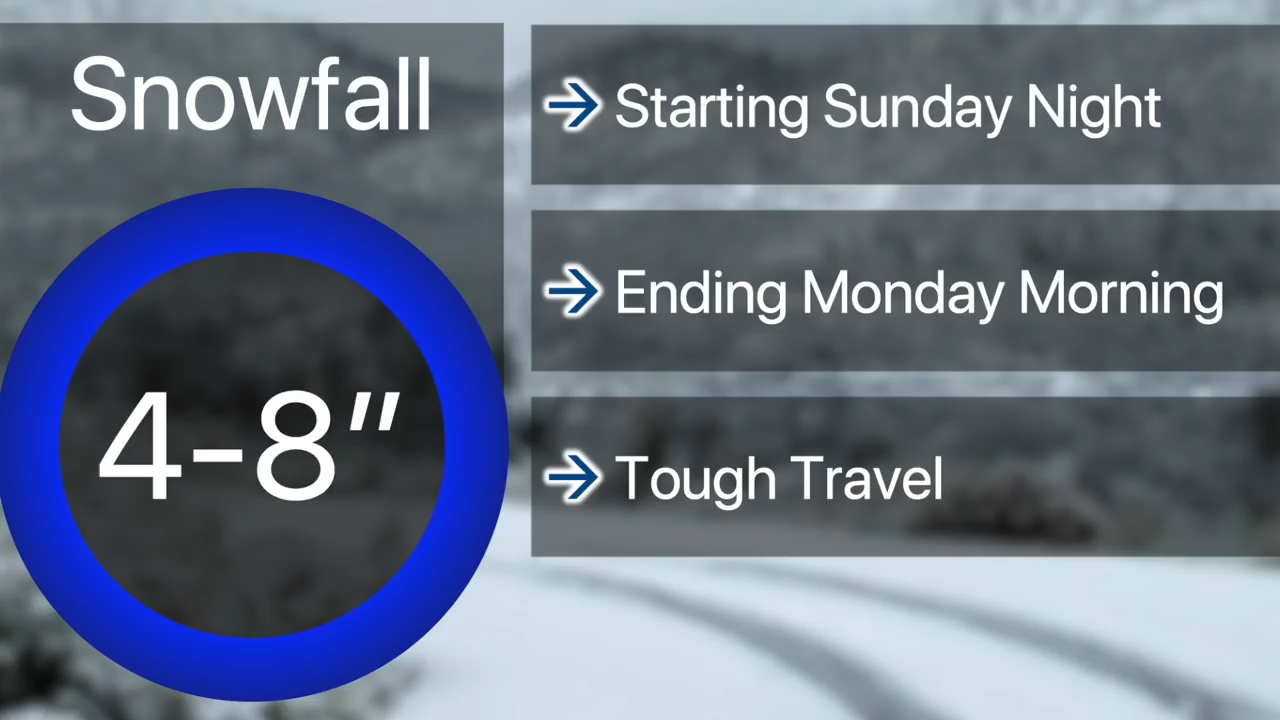 Snowfall
4-8″
Starting Sunday Night
Ending Monday Morning
Tough Travel